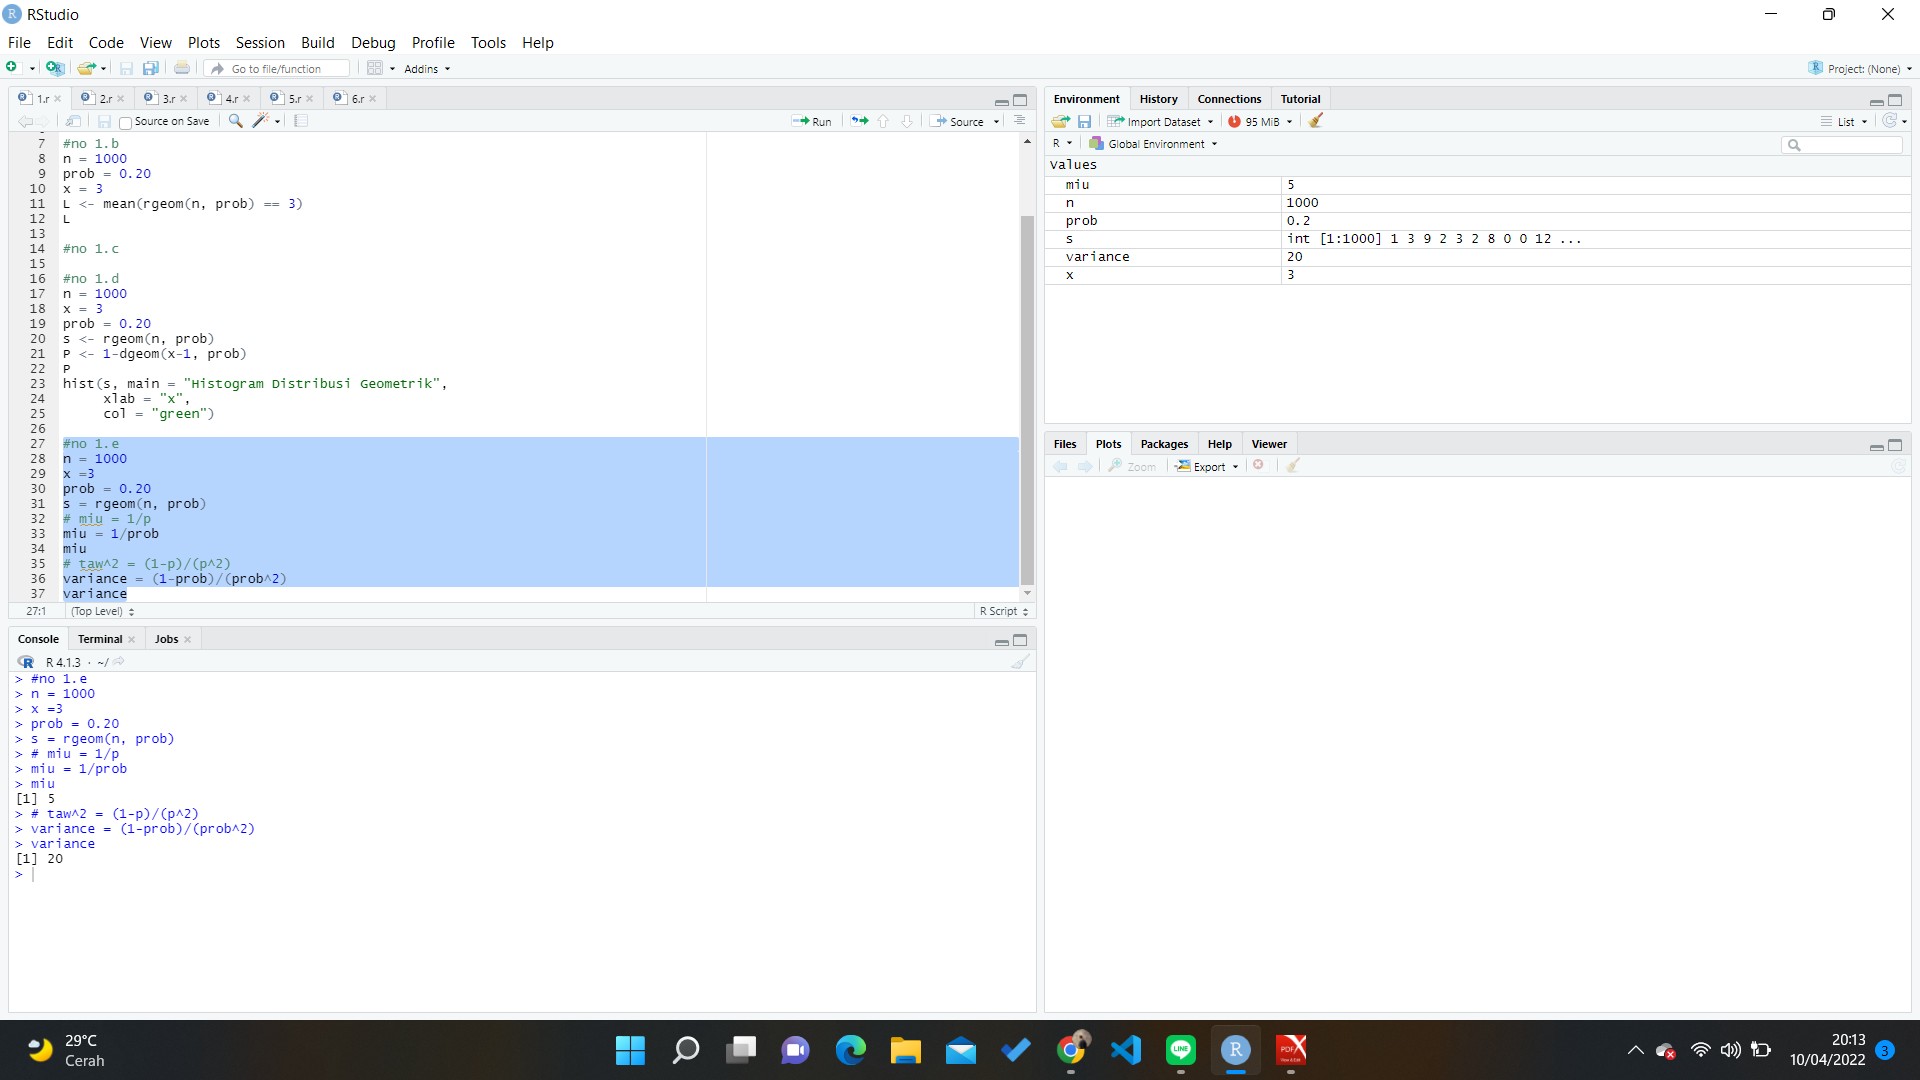 RStudio
File Edit Code View Plots Session Build Debug Profile Tools Help
Go to file/function Addins Project: (None)
1.r 2.r 3.r 4.r 5.r 6.r
Source on Save Run Source
7 #no 1.b
8 n = 1000
9 prob = 0.20
10 x = 3
11 L <- mean(rgeom(n, prob) == 3)
12 L
13
14 #no 1.c
15
16 #no 1.d
17 n = 1000
18 x = 3
19 prob = 0.20
20 s <- rgeom(n, prob)
21 P <- 1-dgeom(x-1, prob)
22 P
23 hist(s, main = "Histogram Distribusi Geometrik",
24 xlab = "x",
25 col = "green")
26
27 #no 1.e
28 n = 1000
29 x =3
30 prob = 0.20
31 s = rgeom(n, prob)
32 # miu = 1/p
33 miu = 1/prob
34 miu
35 # taw^2 = (1-p)/(p^2)
36 variance = (1-prob)/(prob^2)
37 variance
27:1 (Top Level) R Script
Console Terminal Jobs
R 4.1.3 · ~/
> #no 1.e
> n = 1000
> x =3
> prob = 0.20
> s = rgeom(n, prob)
> # miu = 1/p
> miu = 1/prob
> miu
[1] 5
> # taw^2 = (1-p)/(p^2)
> variance = (1-prob)/(prob^2)
> variance
[1] 20
>
Environment History Connections Tutorial
Import Dataset 95 MiB List
R Global Environment
Values
miu 5
n 1000
prob 0.2
s int [1:1000] 1 3 9 2 3 2 8 0 0 12 ...
variance 20
x 3
Files Plots Packages Help Viewer
Zoom Export
29°C
Cerah
LINE
PDF
20:13
10/04/2022
3